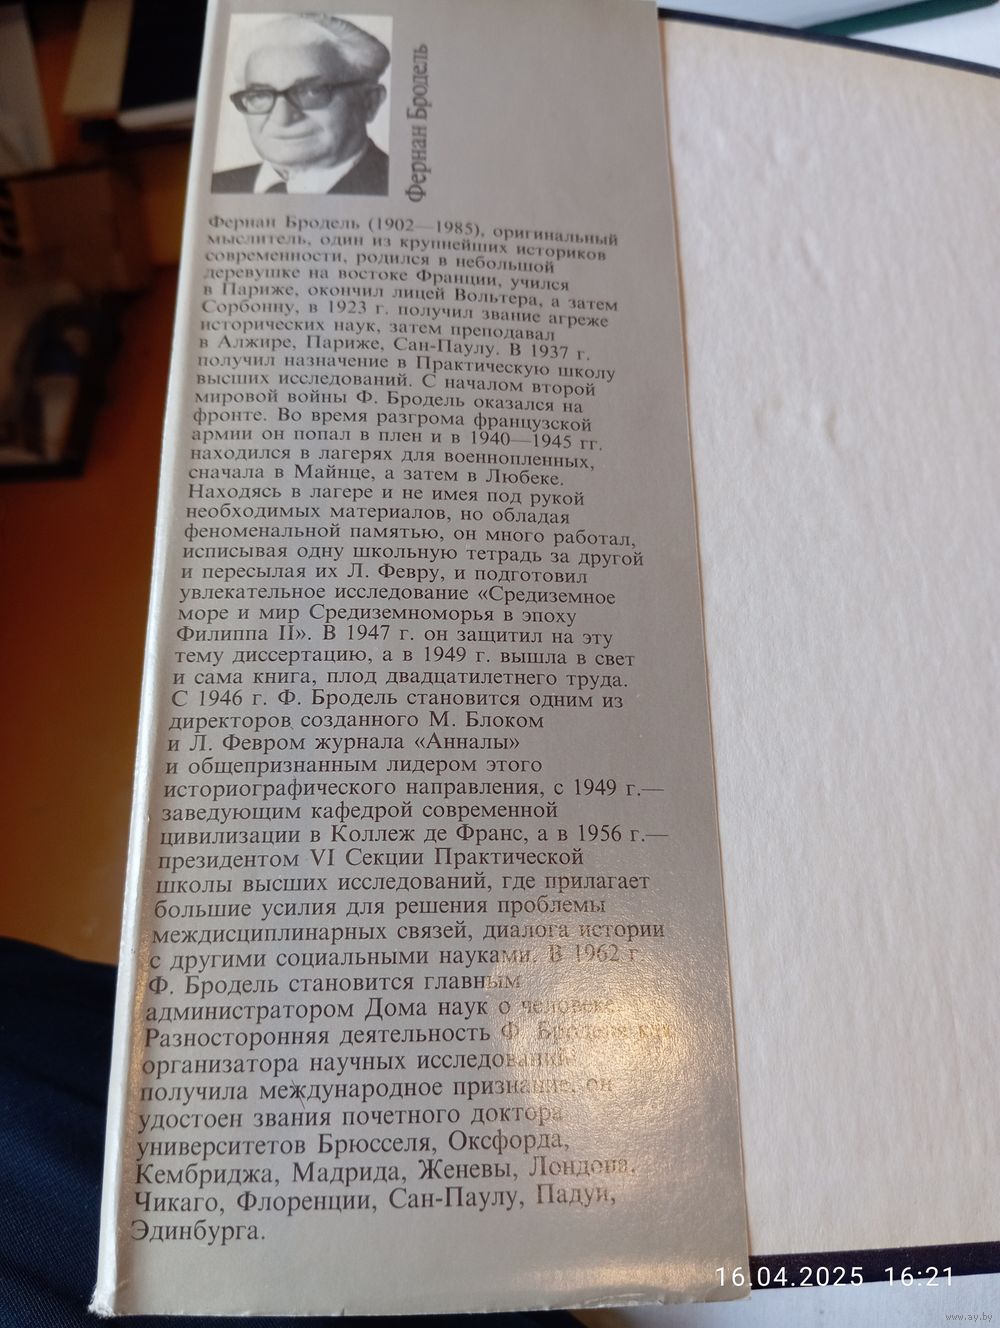 Фернан Бродель
Фернан Бродель (1902—1985), оригинальный
мыслитель, один из крупнейших историков
современности, родился в небольшой
деревушке на востоке Франции, учился
в Париже, окончил лицей Вольтера, а затем
Сорбонну, в 1923 г. получил звание агреже
исторических наук, затем преподавал
в Алжире, Париже, Сан-Паулу. В 1937 г.
получил назначение в Практическую школу
высших исследований. С началом второй
мировой войны Ф. Бродель оказался на
фронте. Во время разгрома французской
армии он попал в плен и в 1940—1945 гг.
находился в лагерях для военнопленных,
сначала в Майнце, а затем в Любеке.
Находясь в лагере и не имея под рукой
необходимых материалов, но обладая
феноменальной памятью, он много работал,
исписывая одну школьную тетрадь за другой
и пересылая их Л. Февру, и подготовил
увлекательное исследование «Средиземное
море и мир Средиземноморья в эпоху
Филиппа II». В 1947 г. он защитил на эту
тему диссертацию, а в 1949 г. вышла в свет
и сама книга, плод двадцатилетнего труда.
С 1946 г. Ф. Бродель становится одним из
директоров созданного М. Блоком
и Л. Февром журнала «Анналы»
и общепризнанным лидером этого
историографического направления, с 1949 г.—
заведующим кафедрой современной
цивилизации в Коллеж де Франс, а в 1956 г.—
президентом VI Секции Практической
школы высших исследований, где прилагает
большие усилия для решения проблемы
междисциплинарных связей, диалога истории
с другими социальными науками. В 1962 г.
Ф. Бродель становится главным
администратором Дома наук о человеке.
Разносторонняя деятельность Ф. Броделя как
организатора научных исследований
получила международное признание, он
удостоен звания почетного доктора
университетов Брюсселя, Оксфорда,
Кембриджа, Мадрида, Женевы, Лондона,
Чикаго, Флоренции, Сан-Паулу, Падуи,
Эдинбурга.
16.04.2025 16:21
www.ay.by